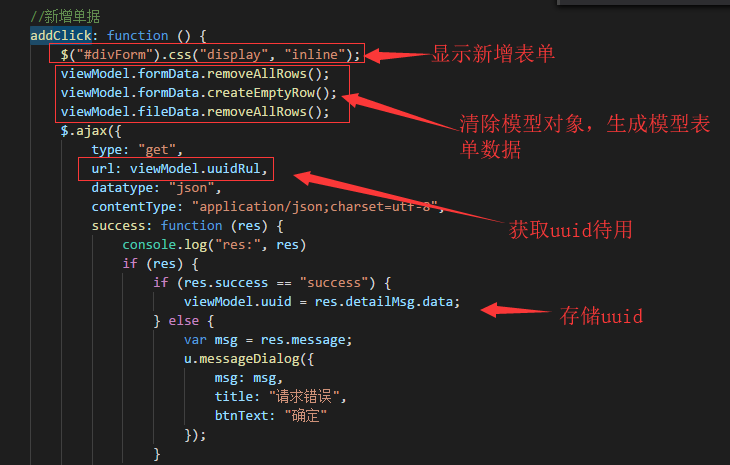 //新增单据
addClick: function () {
$("#divForm").css("display", "inline");
显示新增表单
viewModel.formData.removeAllRows();
viewModel.formData.createEmptyRow();
viewModel.fileData.removeAllRows();
清除模型对象，生成模型表
单数据
$.ajax({
type: "get",
url: viewModel.uuidRul,
datatype: "json",
contentType: "application/json;charset=utf-8",
获取uuid待用
success: function (res) {
console.log("res:", res)
if (res) {
if (res.success == "success") {
viewModel.uuid = res.detailMsg.data;
存储uuid
} else {
var msg = res.message;
u.messageDialog({
msg: msg,
title: "请求错误",
btnText: "确定"
});
}